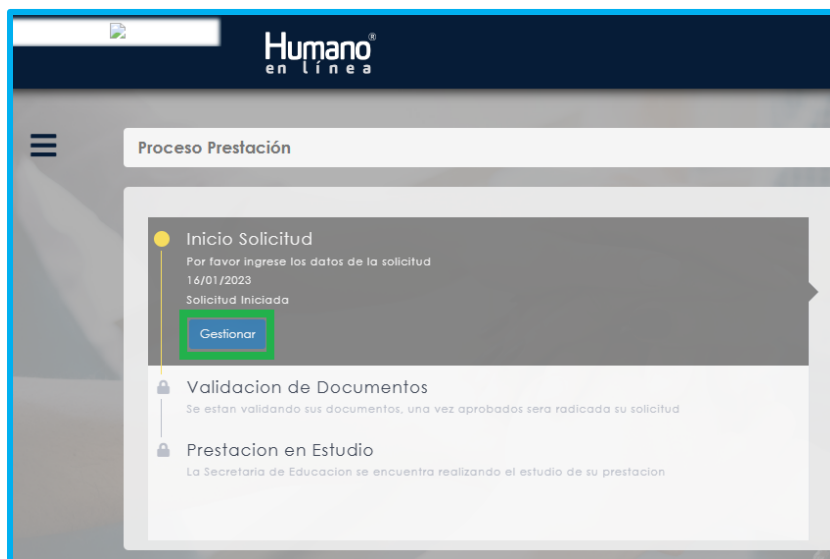 Humano®
en línea
Proceso Prestación
Inicio Solicitud
Por favor ingrese los datos de la solicitud
16/01/2023
Solicitud Iniciada
Gestionar
Validacion de Documentos
Se estan validando sus documentos, una vez aprobados sera radicada su solicitud
Prestacion en Estudio
La Secretaria de Educacion se encuentra realizando el estudio de su prestacion